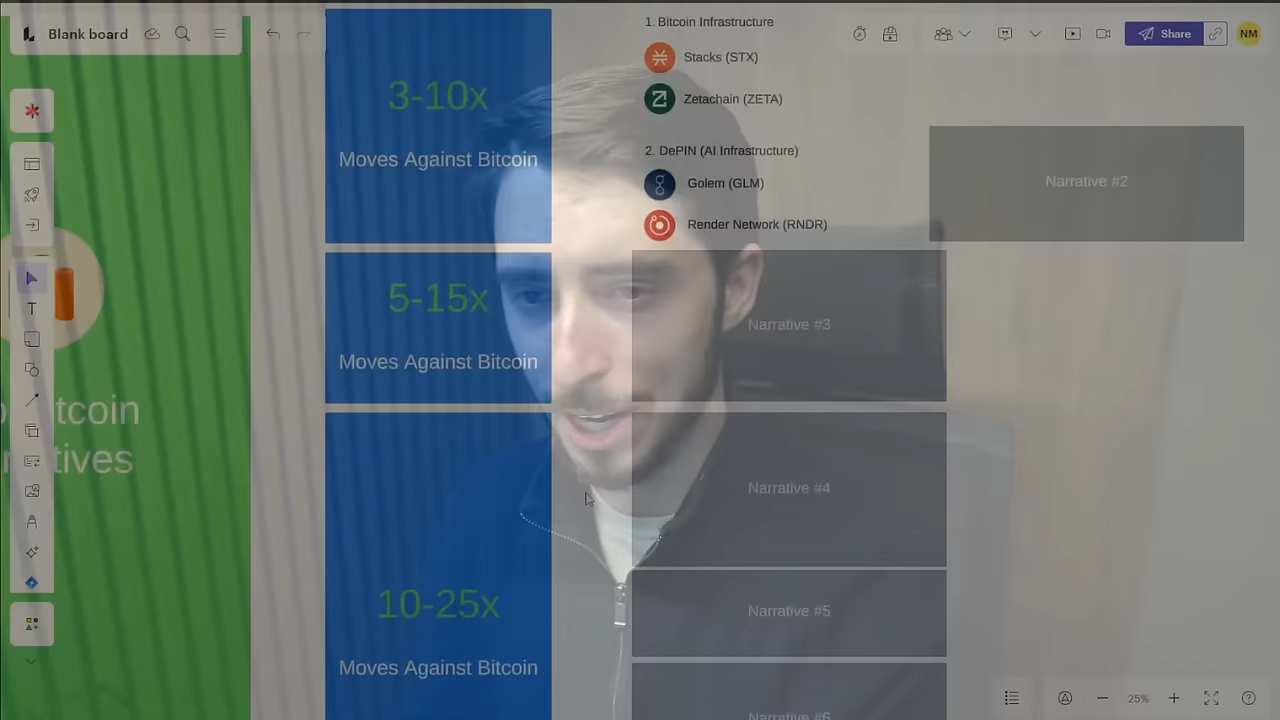 Blank board
Share
NM
3-10x
Moves Against Bitcoin
5-15x
Moves Against Bitcoin
10-25x
Moves Against Bitcoin
1. Bitcoin Infrastructure
Stacks (STX)
Zetachain (ZETA)
2. DePIN (AI Infrastructure)
Golem (GLM)
Render Network (RNDR)
Narrative #2
Narrative #3
Narrative #4
Narrative #5
Narrative #6
T
25%